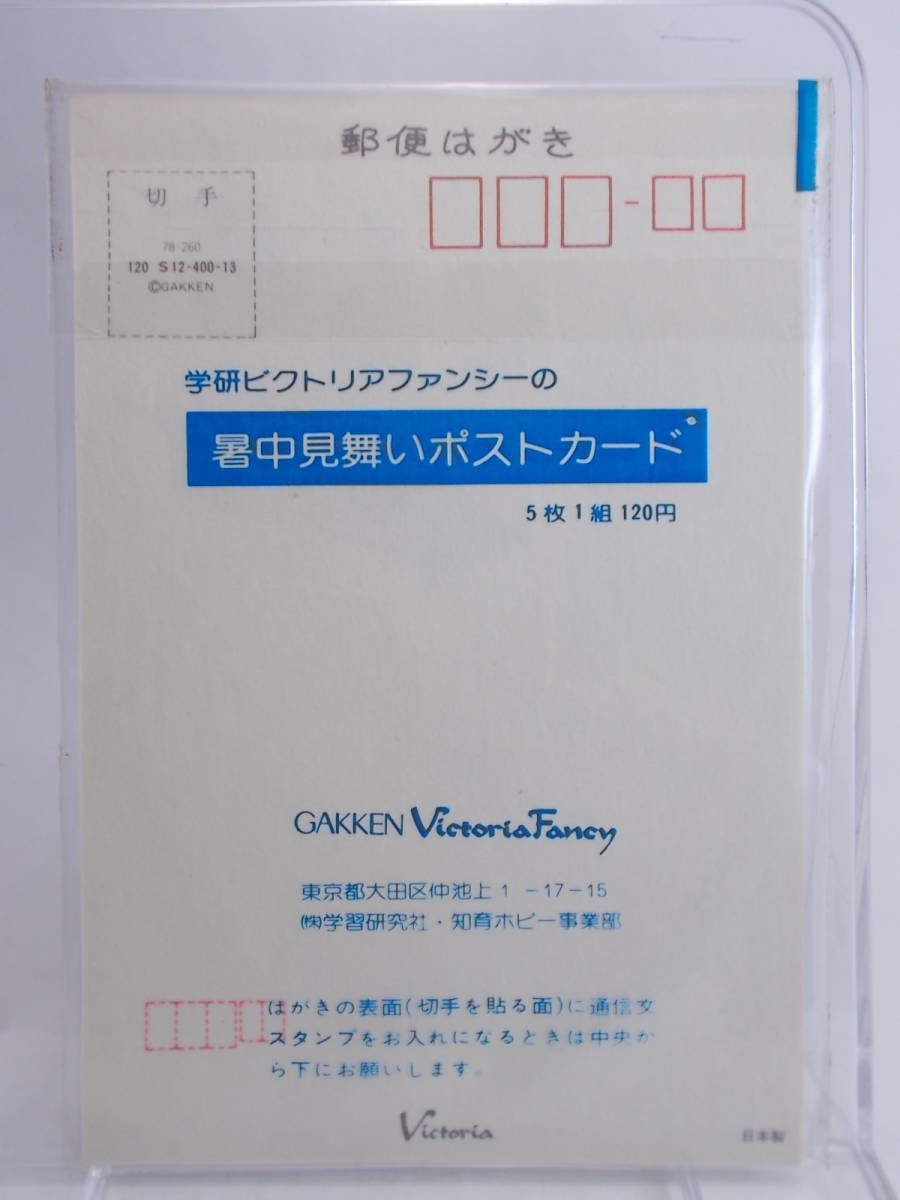 郵便はがき
切手
78-260
120 S12-400-13
©GAKKEN
学研ビクトリアファンシーの
暑中見舞いポストカード
5枚1組120円
GAKKEN Victoria Fancy
東京都大田区仲池上1-17-15
㈱学習研究社・知育ホビー事業部
はがきの表面(切手を貼る面)に通信文
スタンプをお入れになるときは中央か
ら下にお願いします。
Victoria
日本製